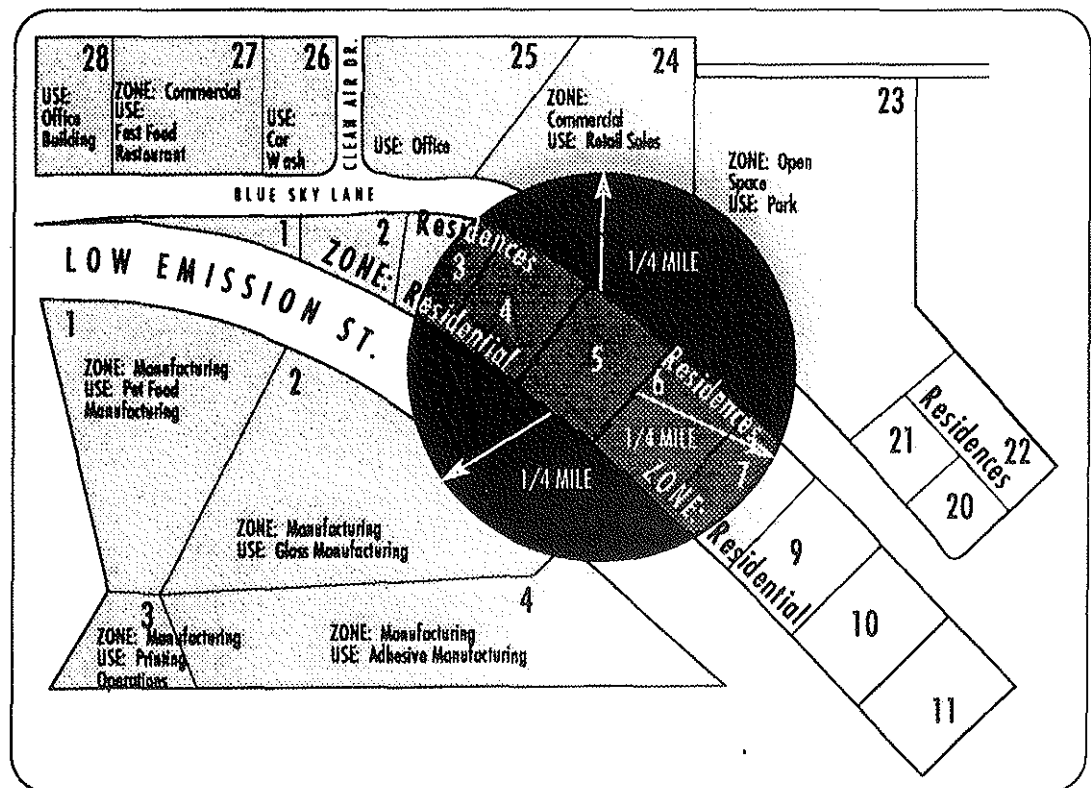 28
27
26
25
24
23
USE:
Office
Building
ZONE: Commercial
USE:
Fast Food
Restaurant
USE:
Car
Wash
CLEAN AIR DR.
USE: Office
ZONE:
Commercial
USE: Retail Sales
ZONE: Open
Space
USE: Park
BLUE SKY LANE
LOW EMISSION ST.
1
2
3
4
5
6
7
Residences
ZONE: Residential
1/4 MILE
1/4 MILE
1/4 MILE
Residences
ZONE: Residential
9
10
11
21
20
22
Residences
1
ZONE: Manufacturing
USE: Pet Food
Manufacturing
2
ZONE: Manufacturing
USE: Glass Manufacturing
3
ZONE: Manufacturing
USE: Printing
Operations
4
ZONE: Manufacturing
USE: Adhesive Manufacturing